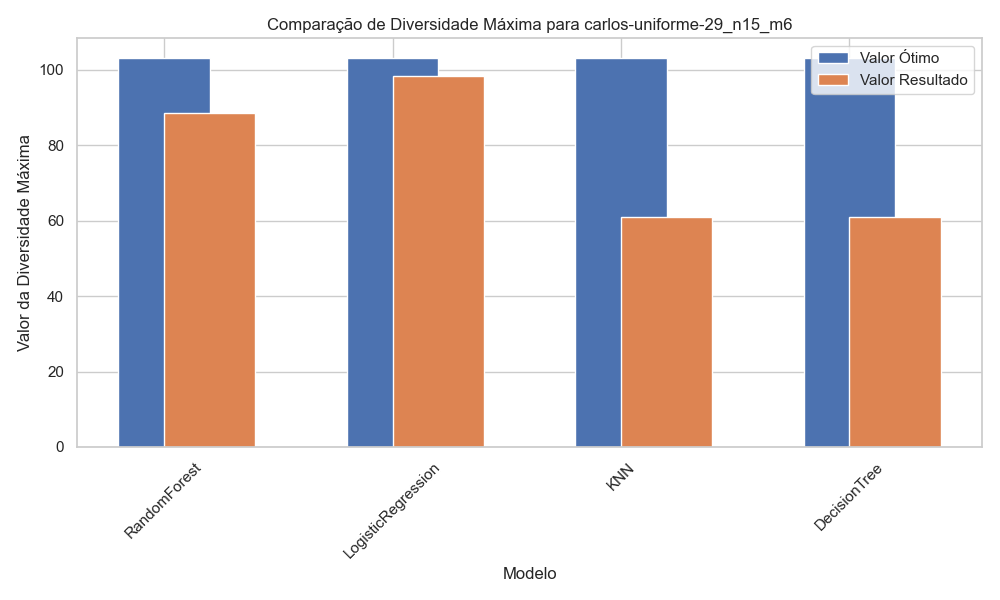 Comparação de Diversidade Máxima para carlos-uniforme-29_n15_m6
Valor Ótimo
Valor Resultado
Valor da Diversidade Máxima
100
80
60
40
20
0
RandomForest
LogisticRegression
KNN
DecisionTree
Modelo